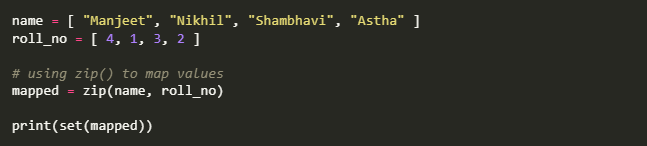 name = [ "Manjeet", "Nikhil", "Shambhavi", "Astha" ]
roll_no = [ 4, 1, 3, 2 ]
# using zip() to map values
mapped = zip(name, roll_no)
print(set(mapped))